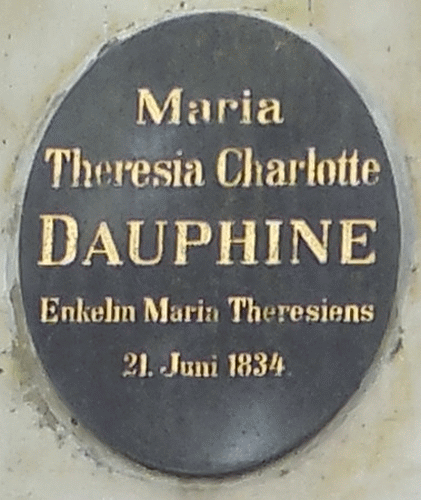 Maria
Theresia Charlotte
DAUPHINE
Enkelin Maria Theresiens
21. Juni 1834